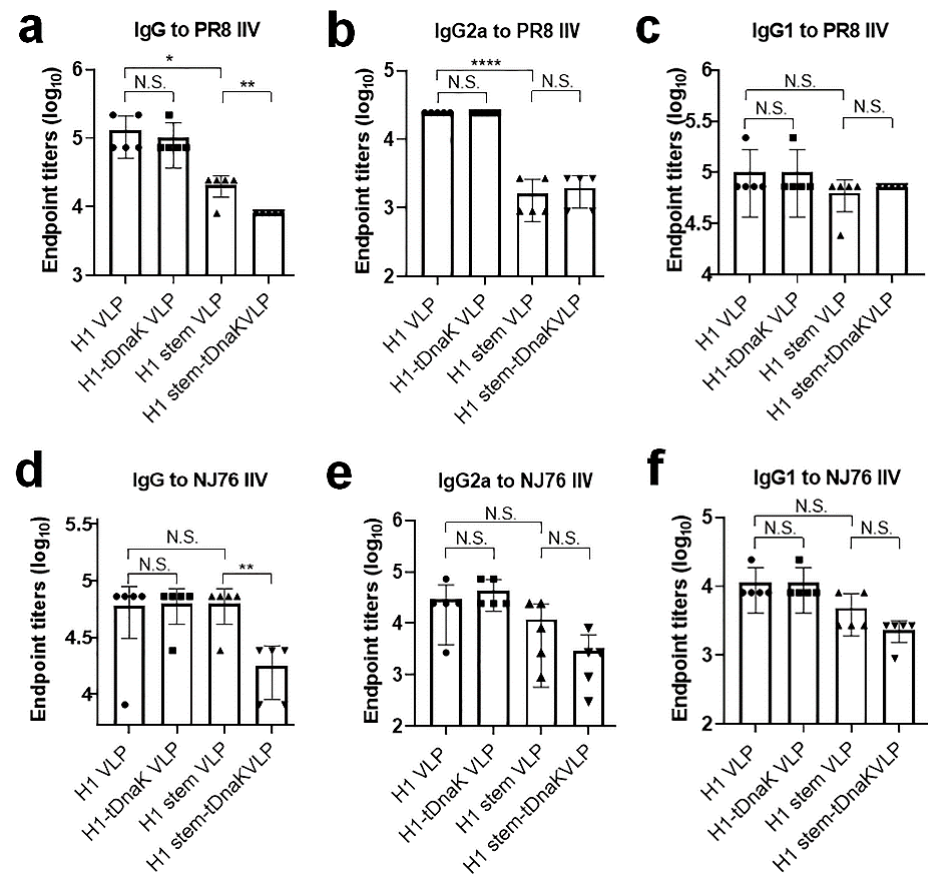 a
IgG to PR8 IIV
Endpoint titers (log10)
6
5
4
3
*
N.S.
**
H1 VLP
H1-tDnaK VLP
H1 stem VLP
H1 stem-tDnaKVLP
b
IgG2a to PR8 IIV
Endpoint titers (log10)
5
4
3
2
****
N.S.
N.S.
H1 VLP
H1-tDnaK VLP
H1 stem VLP
H1 stem-tDnaKVLP
c
IgG1 to PR8 IIV
Endpoint titers (log10)
6
5.5
5
4.5
4
N.S.
N.S.
N.S.
H1 VLP
H1-tDnaK VLP
H1 stem VLP
H1 stem-tDnaKVLP
d
IgG to NJ76 IIV
Endpoint titers (log10)
5.5
5
4.5
4
N.S.
N.S.
**
H1 VLP
H1-tDnaK VLP
H1 stem VLP
H1 stem-tDnaKVLP
e
IgG2a to NJ76 IIV
Endpoint titers (log10)
6
5
4
3
2
N.S.
N.S.
N.S.
H1 VLP
H1-tDnaK VLP
H1 stem VLP
H1 stem-tDnaKVLP
f
IgG1 to NJ76 IIV
Endpoint titers (log10)
5
4
3
2
N.S.
N.S.
N.S.
H1 VLP
H1-tDnaK VLP
H1 stem VLP
H1 stem-tDnaKVLP